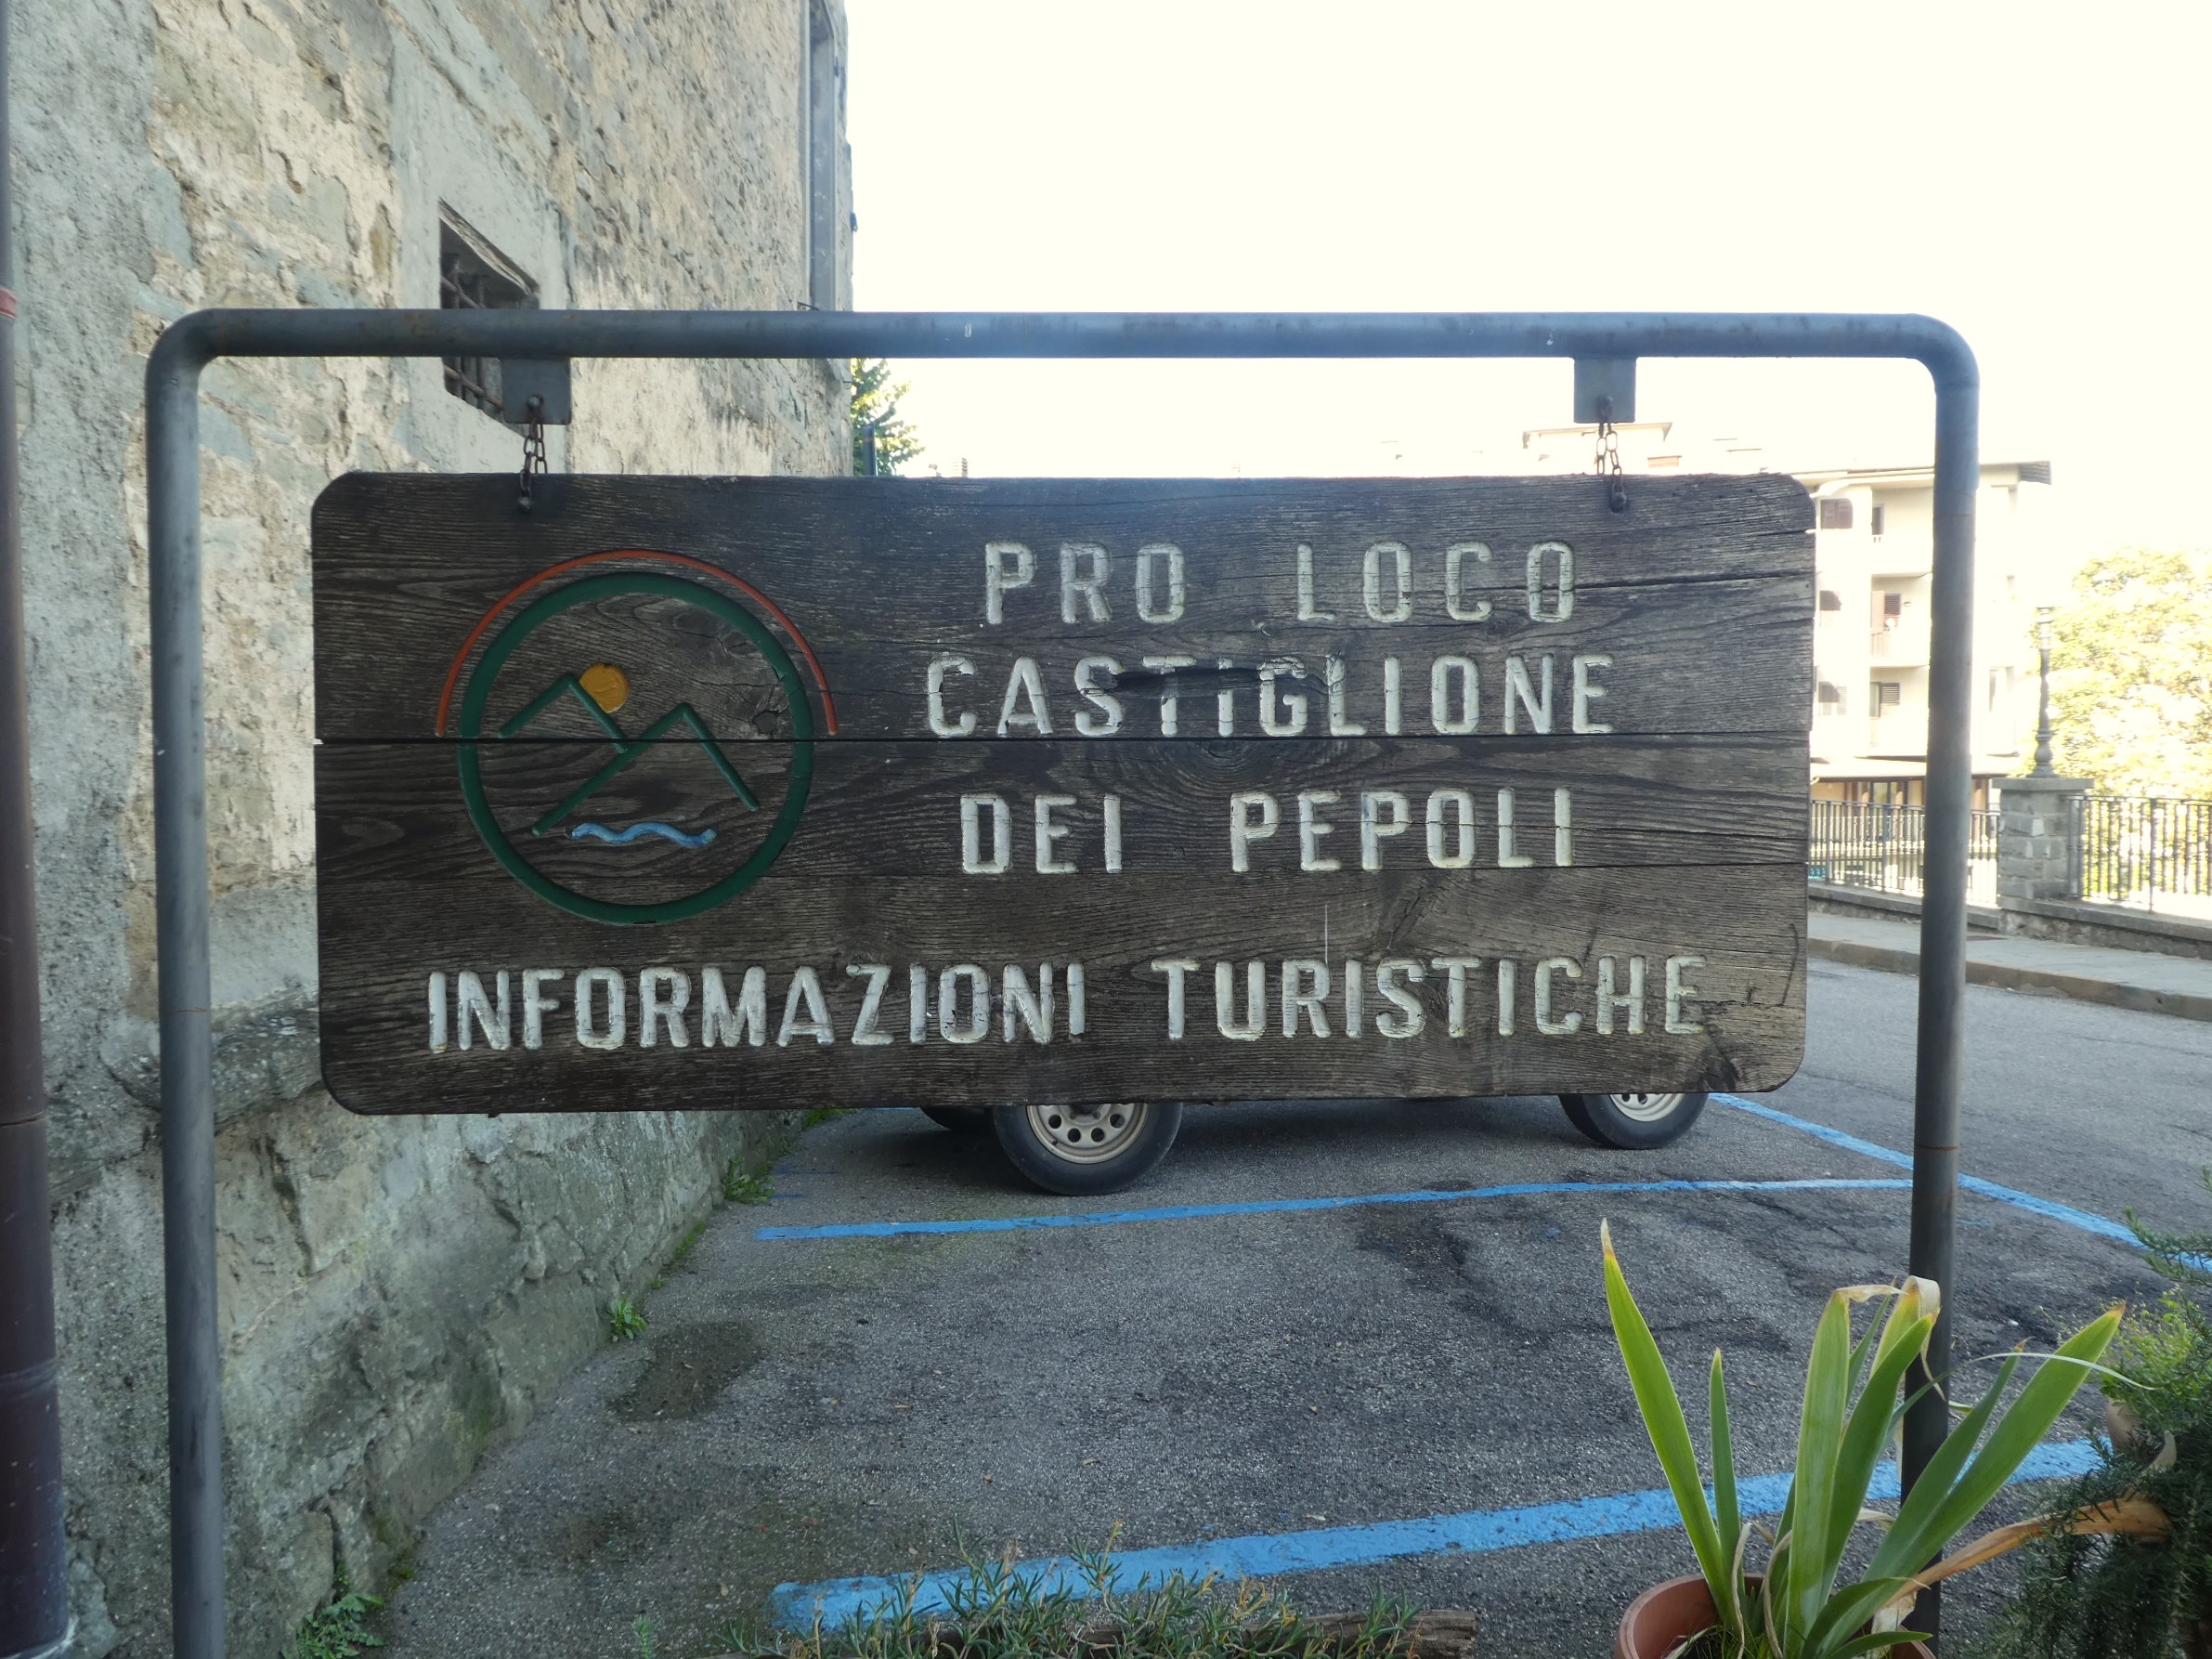 PRO LOCO
CASTIGLIONE
DEI PEPOLI
INFORMAZIONI TURISTICHE